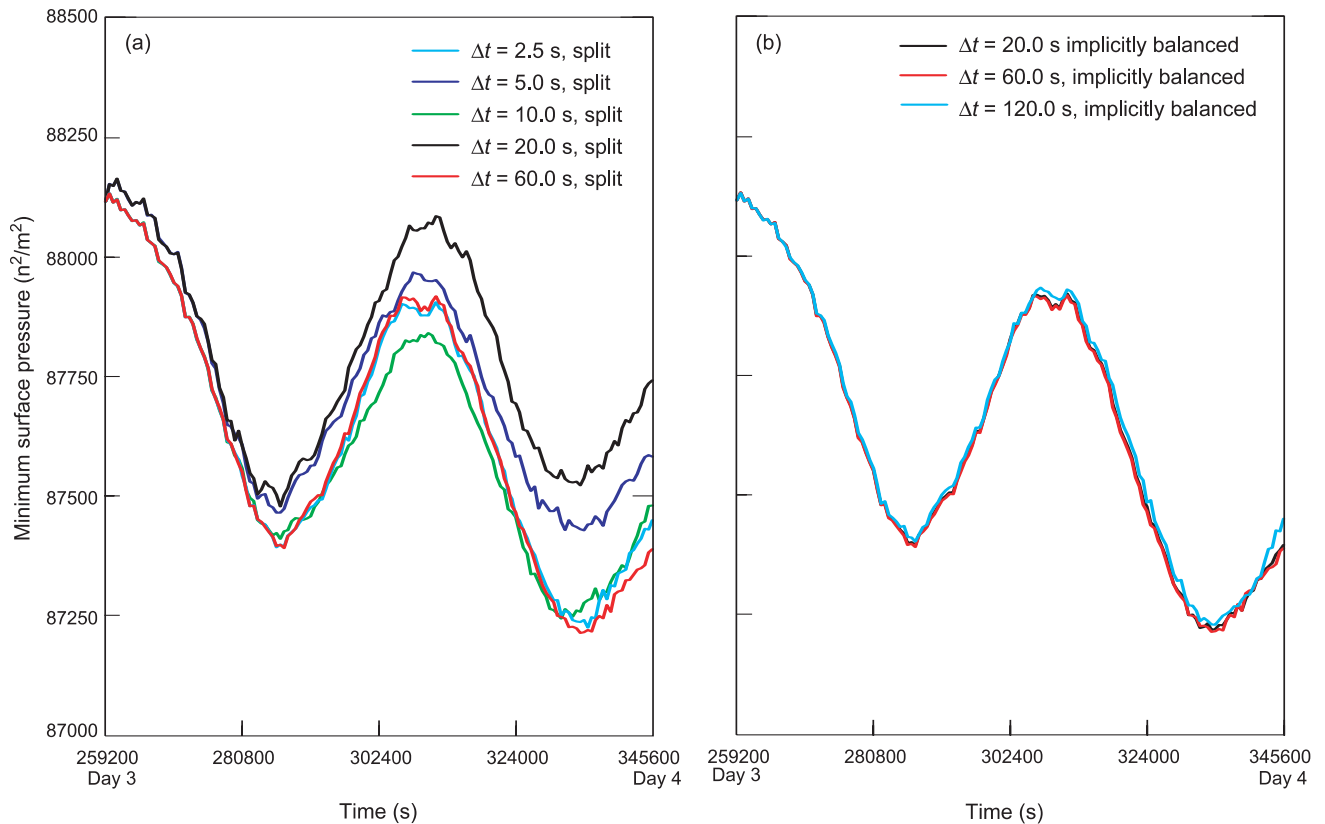 (a)
Δt = 2.5 s, split
Δt = 5.0 s, split
Δt = 10.0 s, split
Δt = 20.0 s, split
Δt = 60.0 s, split
88500
88250
88000
87750
87500
87250
87000
Minimum surface pressure (n²/m²)
259200
280800
302400
324000
345600
Day 3
Day 4
Time (s)
(b)
Δt = 20.0 s implicitly balanced
Δt = 60.0 s, implicitly balanced
Δt = 120.0 s, implicitly balanced
259200
280800
302400
324000
345600
Day 3
Day 4
Time (s)